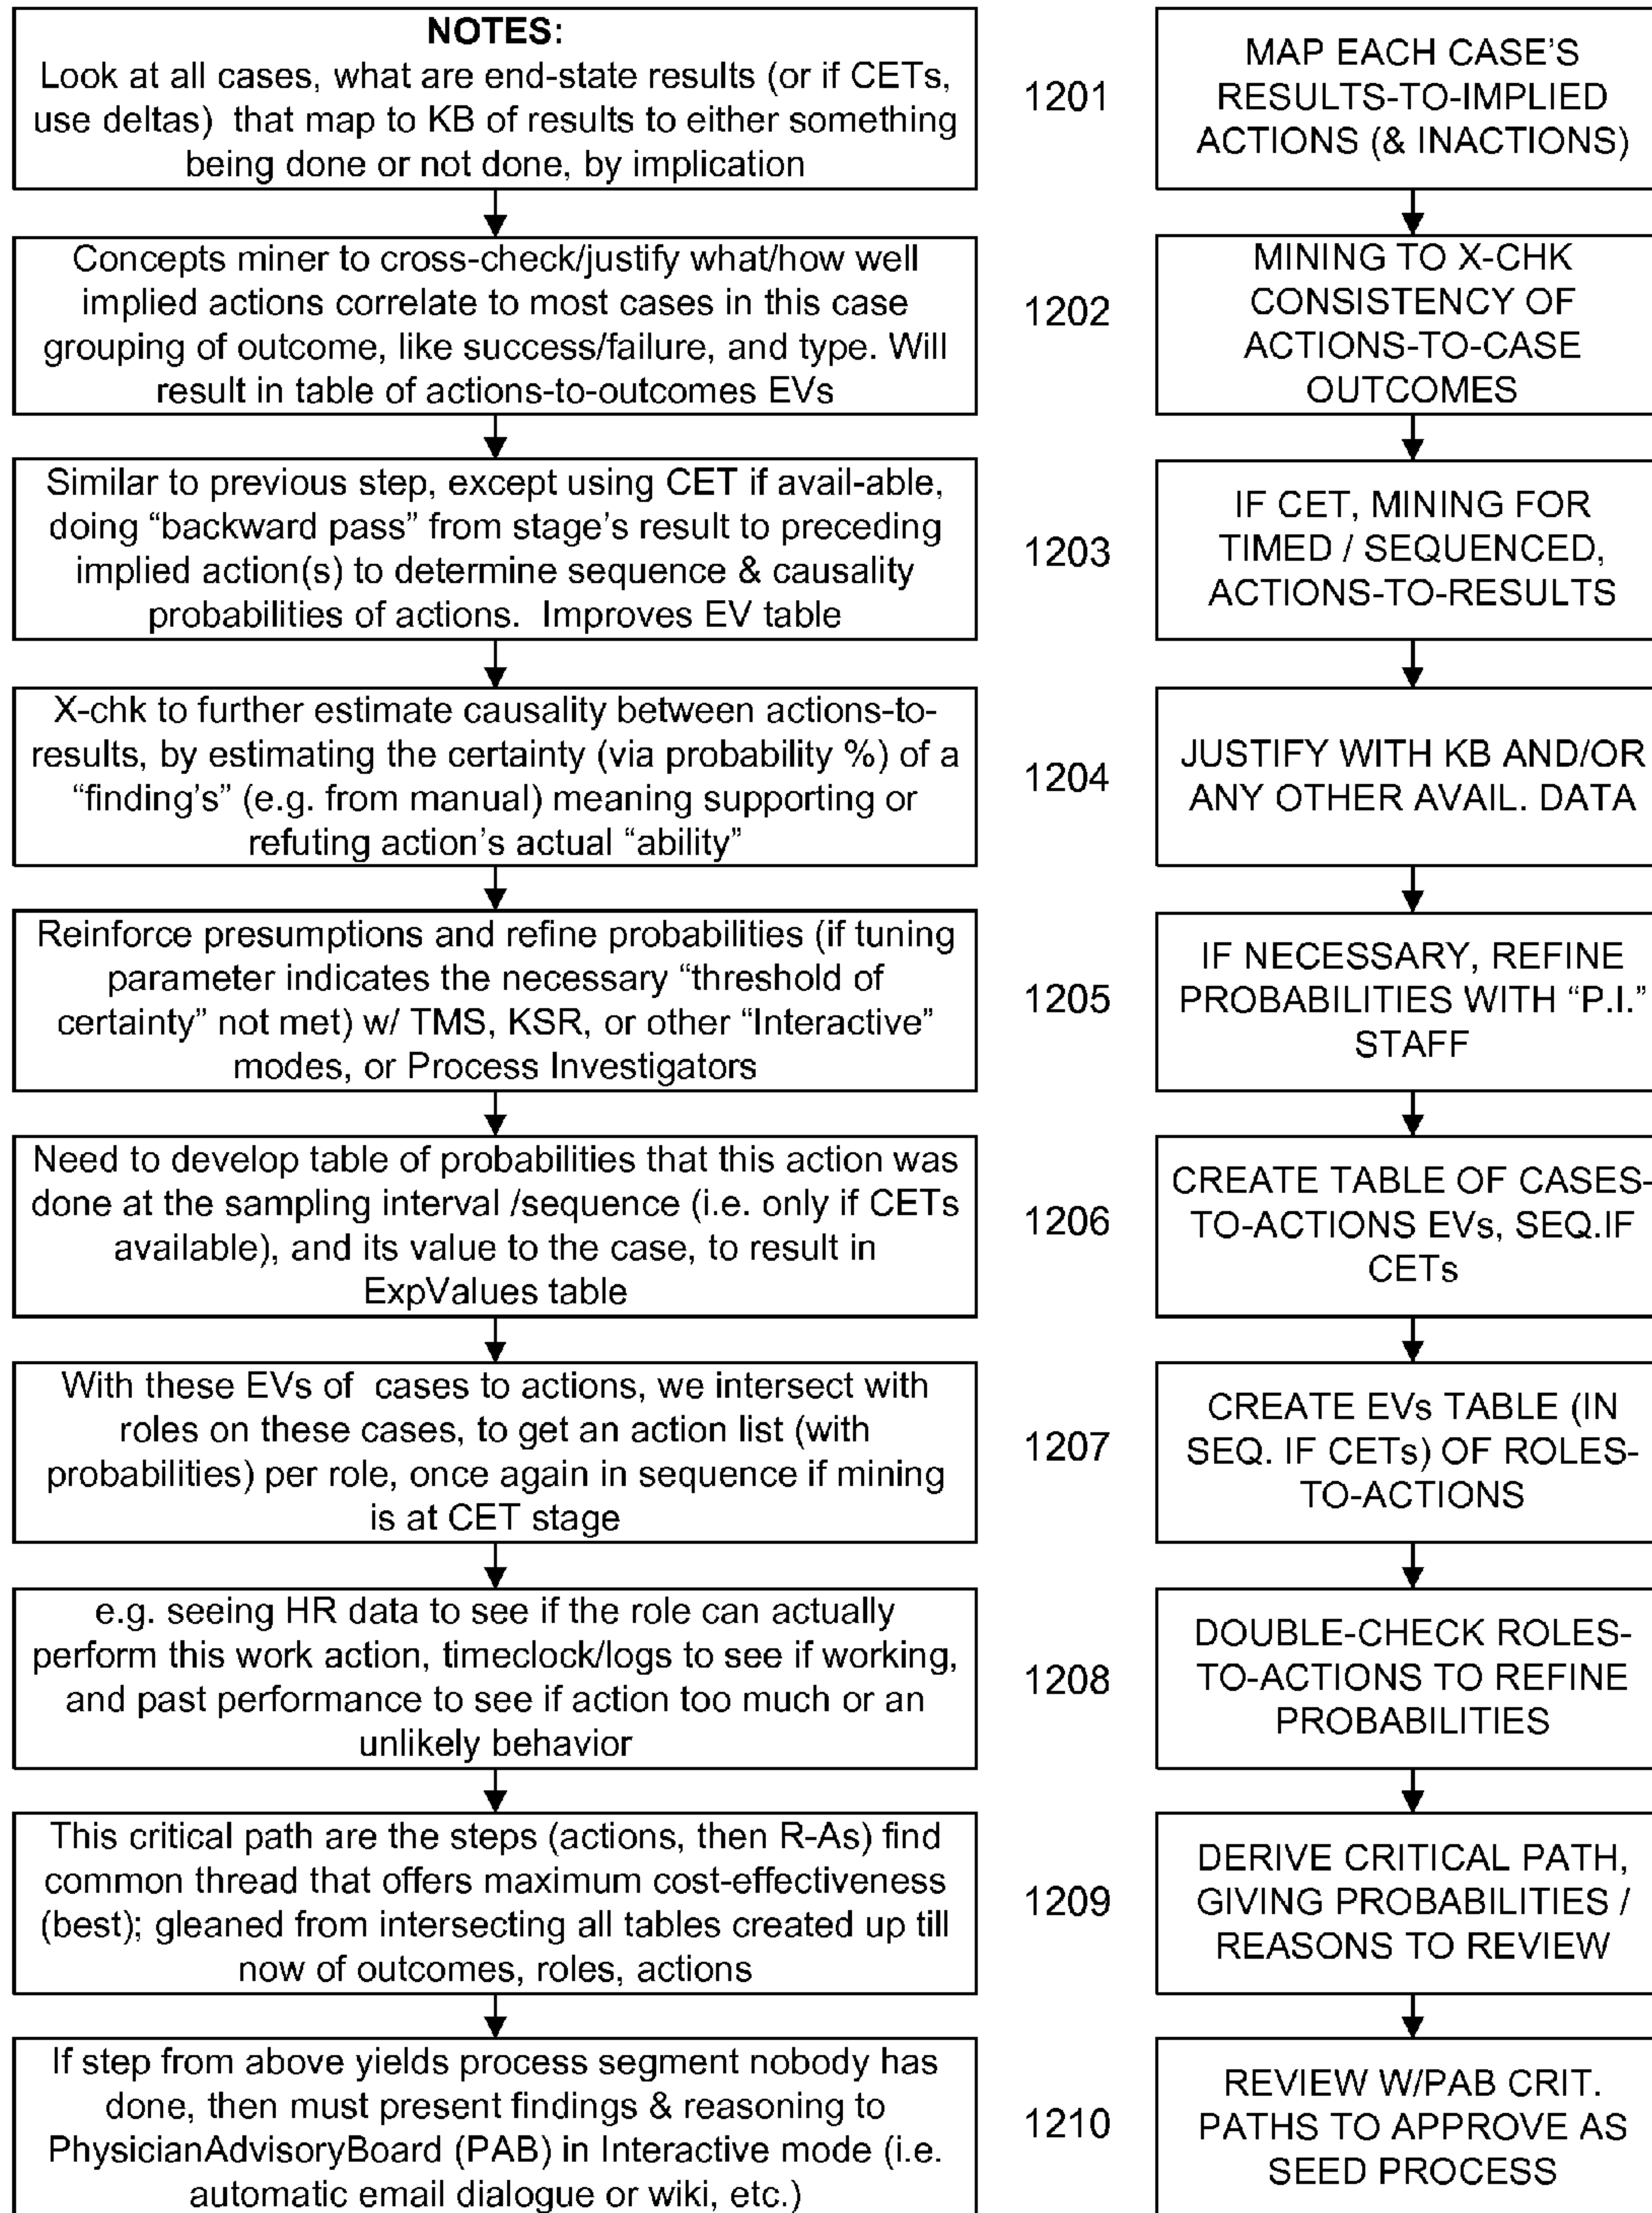 NOTES:
Look at all cases, what are end-state results (or if CETs,
use deltas)  that map to KB of results to either something
being done or not done, by implication
1201
MAP EACH CASE'S
RESULTS-TO-IMPLIED
ACTIONS (& INACTIONS)
Concepts miner to cross-check/justify what/how well
implied actions correlate to most cases in this case
grouping of outcome, like success/failure, and type. Will
result in table of actions-to-outcomes EVs
1202
MINING TO X-CHK
CONSISTENCY OF
ACTIONS-TO-CASE
OUTCOMES
Similar to previous step, except using CET if avail-able,
doing “backward pass” from stage's result to preceding
implied action(s) to determine sequence & causality
probabilities of actions.  Improves EV table
1203
IF CET, MINING FOR
TIMED / SEQUENCED,
ACTIONS-TO-RESULTS
X-chk to further estimate causality between actions-to-
results, by estimating the certainty (via probability %) of a
“finding's” (e.g. from manual) meaning supporting or
refuting action's actual “ability”
1204
JUSTIFY WITH KB AND/OR
ANY OTHER AVAIL. DATA
Reinforce presumptions and refine probabilities (if tuning
parameter indicates the necessary “threshold of
certainty” not met) w/ TMS, KSR, or other “Interactive”
modes, or Process Investigators
1205
IF NECESSARY, REFINE
PROBABILITIES WITH “P.I.”
STAFF
Need to develop table of probabilities that this action was
done at the sampling interval /sequence (i.e. only if CETs
available), and its value to the case, to result in
ExpValues table
1206
CREATE TABLE OF CASES-
TO-ACTIONS EVs, SEQ.IF
CETs
With these EVs of  cases to actions, we intersect with
roles on these cases, to get an action list (with
probabilities) per role, once again in sequence if mining
is at CET stage
1207
CREATE EVs TABLE (IN
SEQ. IF CETs) OF ROLES-
TO-ACTIONS
e.g. seeing HR data to see if the role can actually
perform this work action, timeclock/logs to see if working,
and past performance to see if action too much or an
unlikely behavior
1208
DOUBLE-CHECK ROLES-
TO-ACTIONS TO REFINE
PROBABILITIES
This critical path are the steps (actions, then R-As) find
common thread that offers maximum cost-effectiveness
(best); gleaned from intersecting all tables created up till
now of outcomes, roles, actions
1209
DERIVE CRITICAL PATH,
GIVING PROBABILITIES /
REASONS TO REVIEW
If step from above yields process segment nobody has
done, then must present findings & reasoning to
PhysicianAdvisoryBoard (PAB) in Interactive mode (i.e.
automatic email dialogue or wiki, etc.)
1210
REVIEW W/PAB CRIT.
PATHS TO APPROVE AS
SEED PROCESS